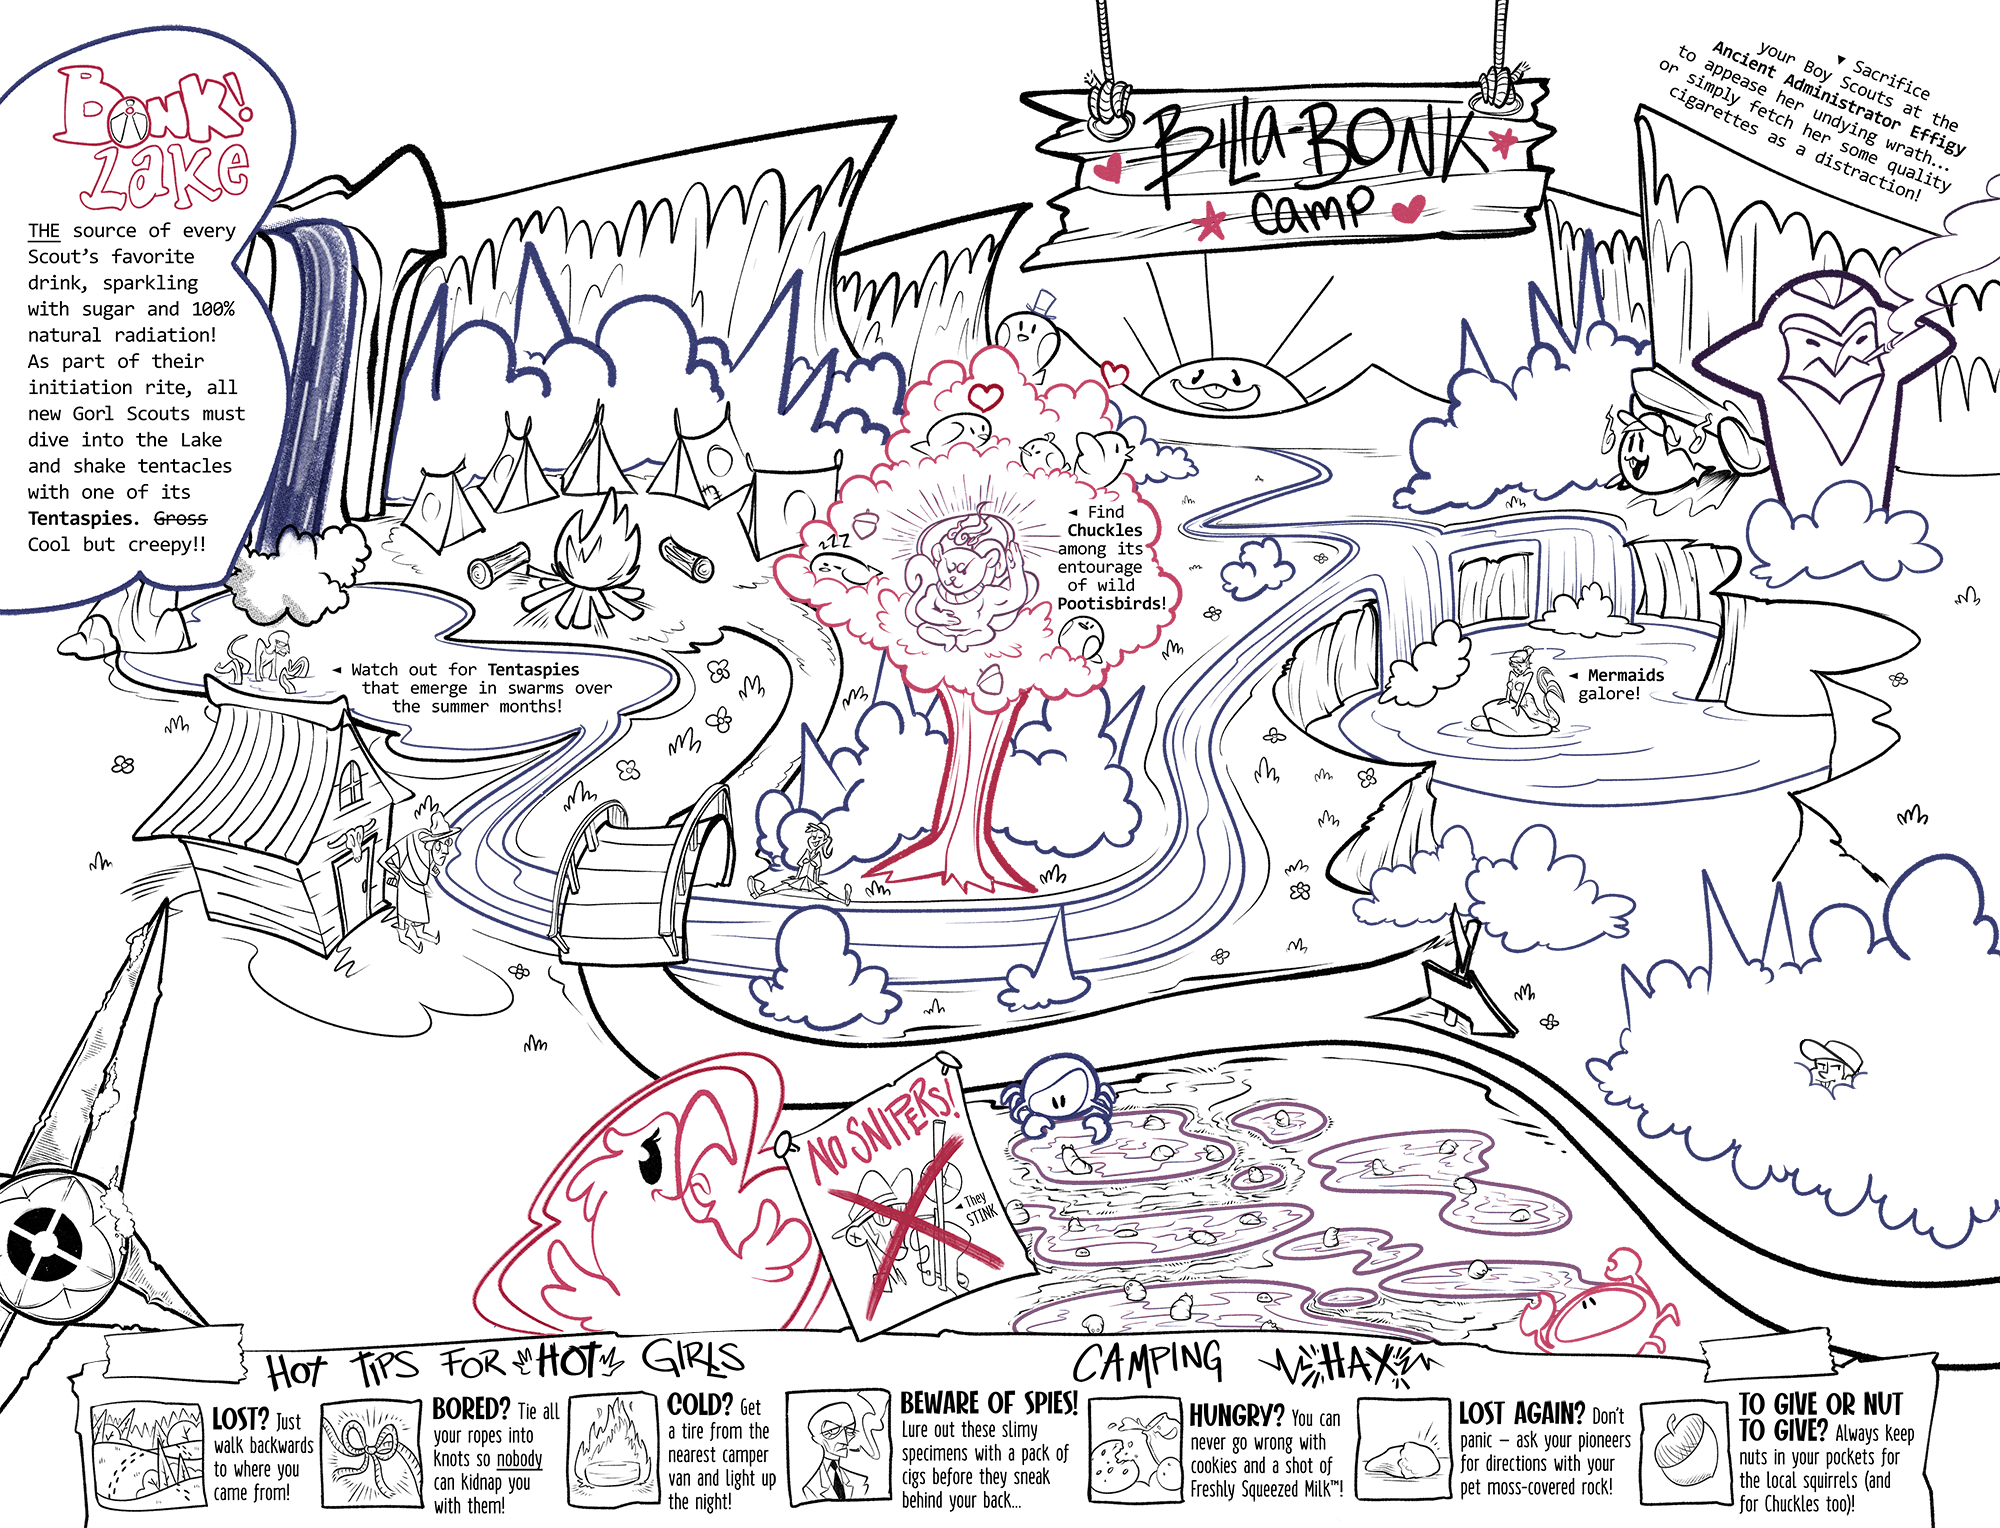 BONK!
LAKE
THE source of every
Scout's favorite
drink, sparkling
with sugar and 100%
natural radiation!
As part of their
initiation rite, all
new Gorl Scouts must
dive into the Lake
and shake tentacles
with one of its
Tentaspies. Gross
Cool but creepy!!
BILLA-BONK
CAMP
▼ Sacrifice
your Boy Scouts at the
Ancient Administrator Effigy
to appease her undying wrath...
or simply fetch her some quality
cigarettes as a distraction!
◄ Find
Chuckles
among its
entourage
of wild
Pootisbirds!
zzz
◄ Watch out for Tentaspies
that emerge in swarms over
the summer months!
◄ Mermaids
galore!
NO SNIPERS!
◄ They
STINK
HOT TIPS FOR HOT GIRLS
CAMPING HAX
LOST? Just
walk backwards
to where you
came from!
BORED? Tie all
your ropes into
knots so nobody
can kidnap you
with them!
COLD? Get
a tire from the
nearest camper
van and light up
the night!
BEWARE OF SPIES!
Lure out these slimy
specimens with a pack of
cigs before they sneak
behind your back...
HUNGRY? You can
never go wrong with
cookies and a shot of
Freshly Squeezed Milk™!
LOST AGAIN? Don't
panic – ask your pioneers
for directions with your
pet moss-covered rock!
TO GIVE OR NUT
TO GIVE? Always keep
nuts in your pockets for
the local squirrels (and
for Chuckles too)!